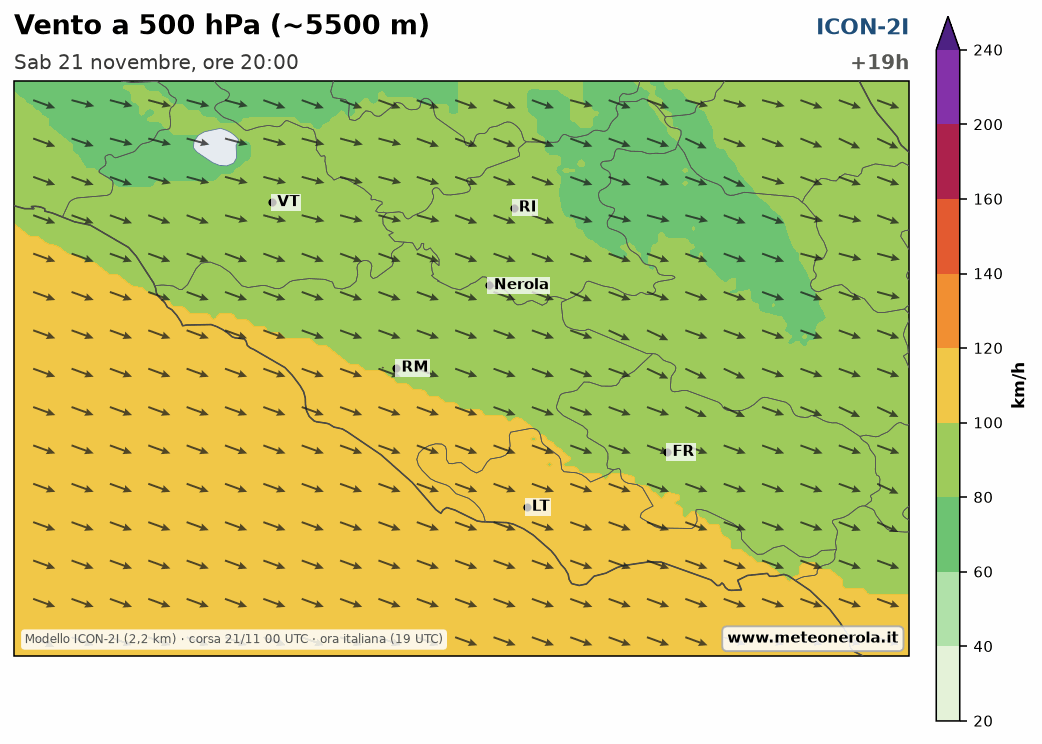 Vento a 500 hPa (~5500 m)
ICON-2I
Sab 21 novembre, ore 20:00
+19h
VT
RI
Nerola
RM
FR
LT
Modello ICON-2I (2,2 km) · corsa 21/11 00 UTC · ora italiana (19 UTC)
www.meteonerola.it
240
200
160
140
120
100
80
60
40
20
km/h